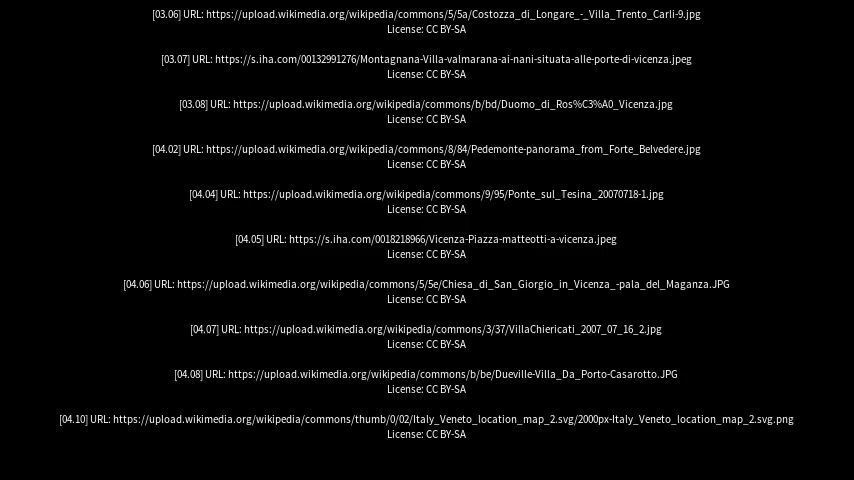 [03.06] URL: https://upload.wikimedia.org/wikipedia/commons/5/5a/Costozza_di_Longare_-_Villa_Trento_Carli-9.jpg
License: CC BY-SA
[03.07] URL: https://s.iha.com/00132991276/Montagnana-Villa-valmarana-ai-nani-situata-alle-porte-di-vicenza.jpeg
License: CC BY-SA
[03.08] URL: https://upload.wikimedia.org/wikipedia/commons/b/bd/Duomo_di_Ros%C3%A0_Vicenza.jpg
License: CC BY-SA
[04.02] URL: https://upload.wikimedia.org/wikipedia/commons/8/84/Pedemonte-panorama_from_Forte_Belvedere.jpg
License: CC BY-SA
[04.04] URL: https://upload.wikimedia.org/wikipedia/commons/9/95/Ponte_sul_Tesina_20070718-1.jpg
License: CC BY-SA
[04.05] URL: https://s.iha.com/0018218966/Vicenza-Piazza-matteotti-a-vicenza.jpeg
License: CC BY-SA
[04.06] URL: https://upload.wikimedia.org/wikipedia/commons/5/5e/Chiesa_di_San_Giorgio_in_Vicenza_-pala_del_Maganza.JPG
License: CC BY-SA
[04.07] URL: https://upload.wikimedia.org/wikipedia/commons/3/37/VillaChiericati_2007_07_16_2.jpg
License: CC BY-SA
[04.08] URL: https://upload.wikimedia.org/wikipedia/commons/b/be/Dueville-Villa_Da_Porto-Casarotto.JPG
License: CC BY-SA
[04.10] URL: https://upload.wikimedia.org/wikipedia/commons/thumb/0/02/Italy_Veneto_location_map_2.svg/2000px-Italy_Veneto_location_map_2.svg.png
License: CC BY-SA